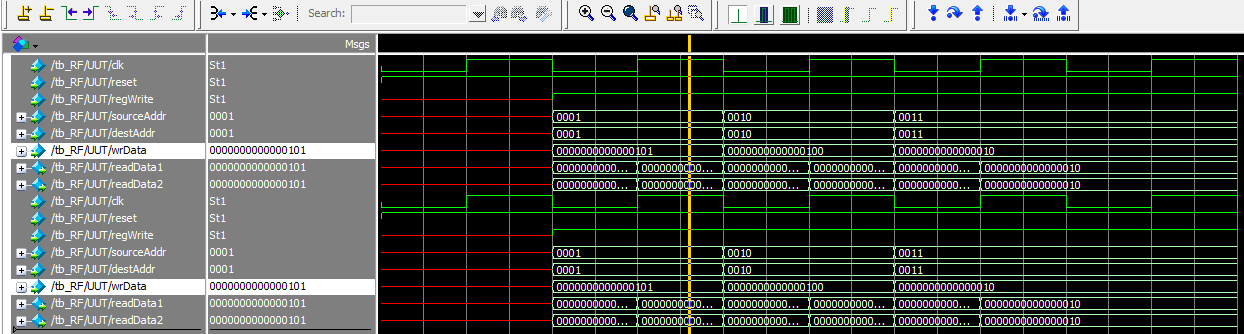 Search:
Msgs
/tb_RF/UUT/clk St1
/tb_RF/UUT/reset St1
/tb_RF/UUT/regWrite St1
/tb_RF/UUT/sourceAddr 0001 0001 0010 0011
/tb_RF/UUT/destAddr 0001 0001 0010 0011
/tb_RF/UUT/wrData 0000000000000101 0000000000000101 0000000000000100 0000000000000010
/tb_RF/UUT/readData1 0000000000000101 0000000000... 0000000000... 0000000000... 0000000000... 0000000000... 0000000000000010
/tb_RF/UUT/readData2 0000000000000101 0000000000... 0000000000... 0000000000... 0000000000... 0000000000... 0000000000000010
/tb_RF/UUT/clk St1
/tb_RF/UUT/reset St1
/tb_RF/UUT/regWrite St1
/tb_RF/UUT/sourceAddr 0001 0001 0010 0011
/tb_RF/UUT/destAddr 0001 0001 0010 0011
/tb_RF/UUT/wrData 0000000000000101 0000000000000101 0000000000000100 0000000000000010
/tb_RF/UUT/readData1 0000000000000101 0000000000... 0000000000... 0000000000... 0000000000... 0000000000... 0000000000000010
/tb_RF/UUT/readData2 0000000000000101 0000000000... 0000000000... 0000000000... 0000000000... 0000000000... 0000000000000010